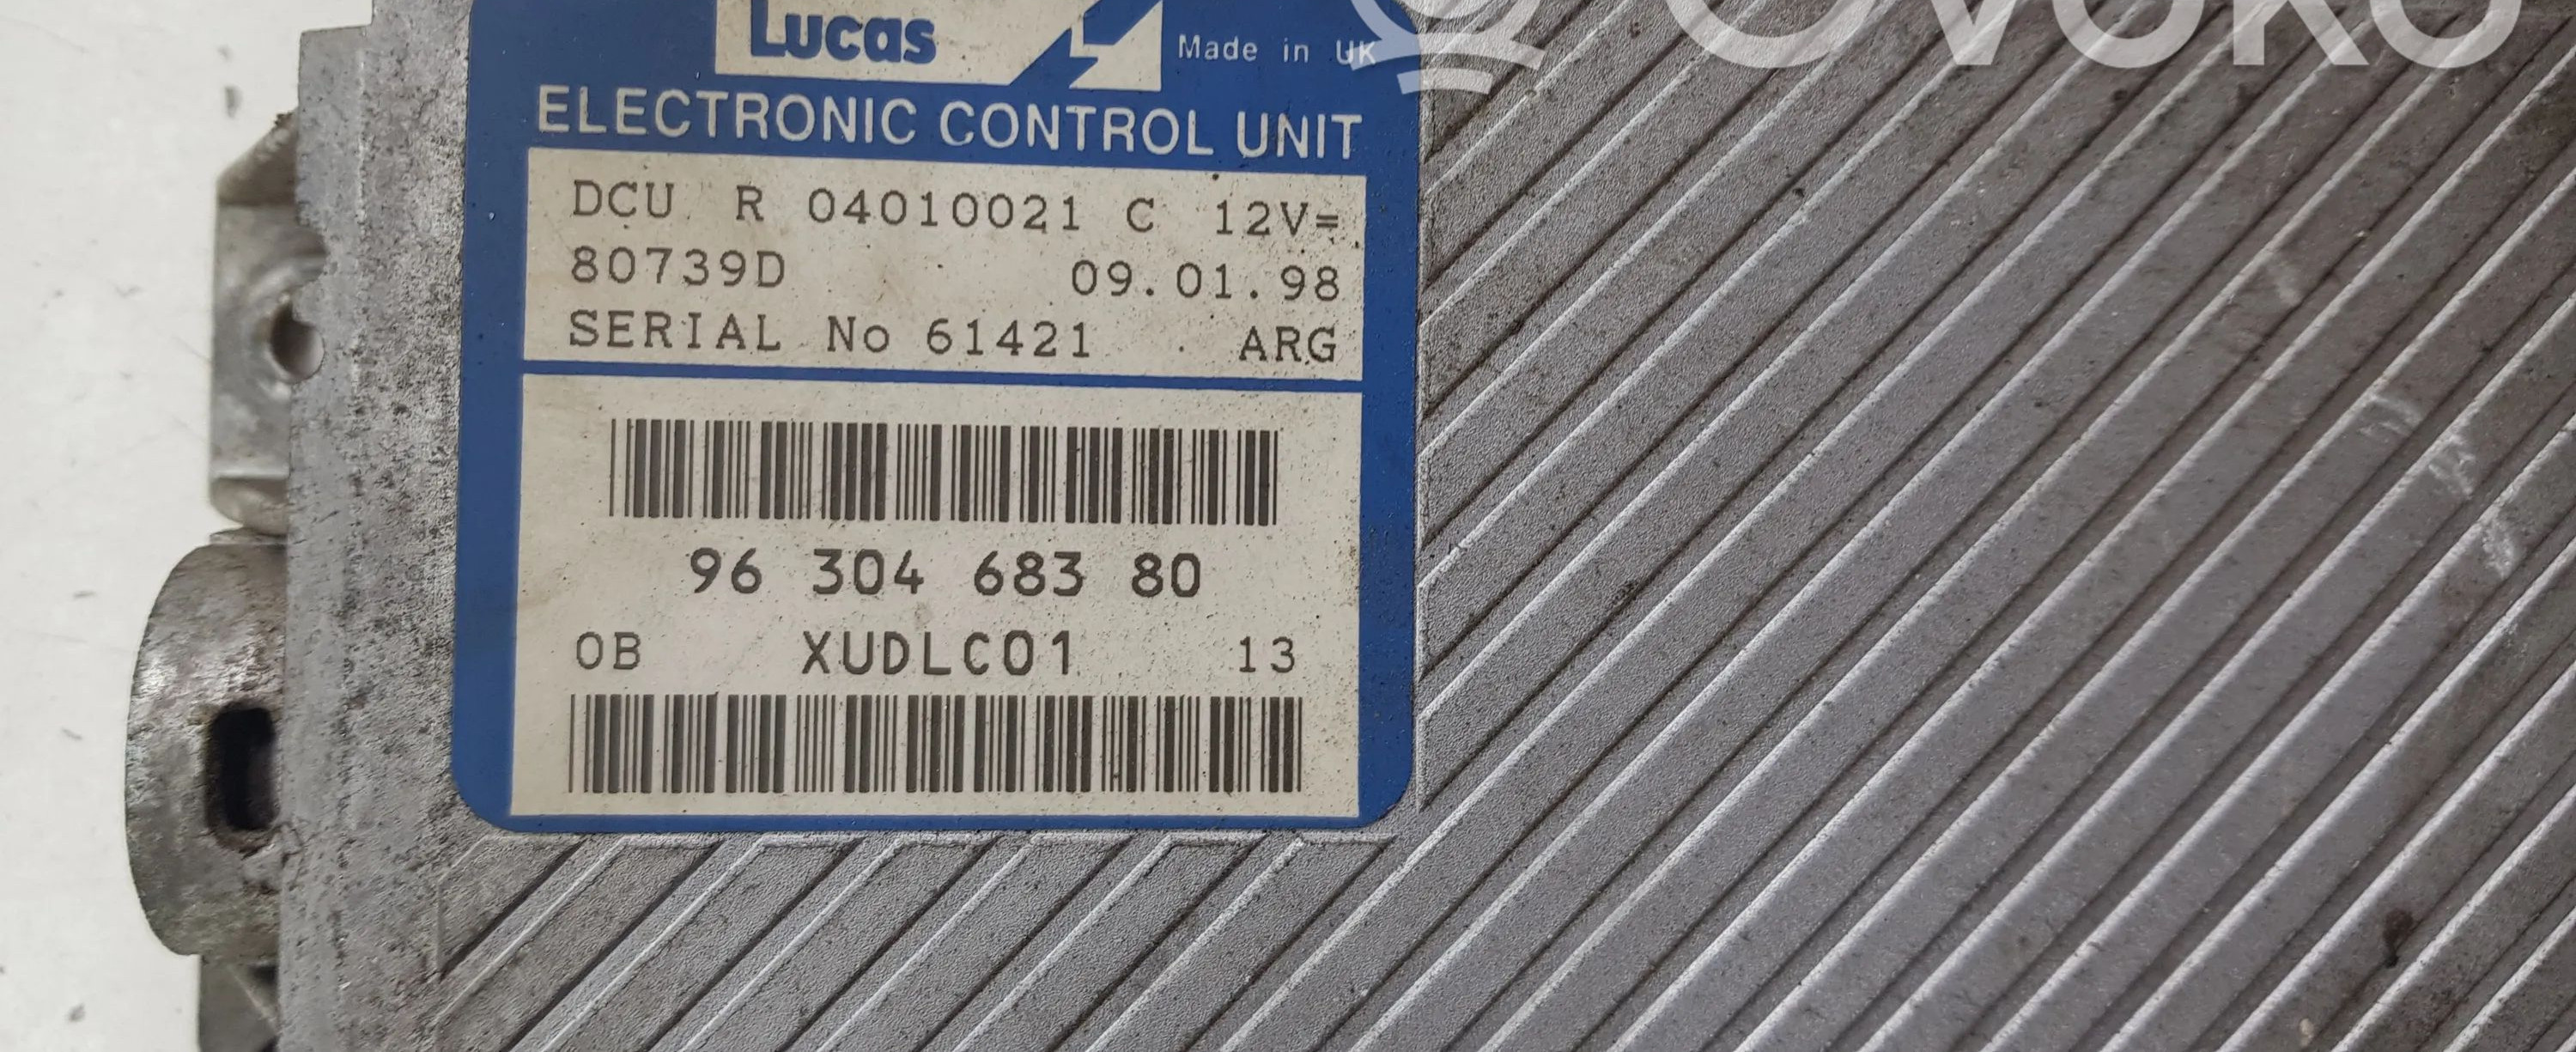 Lucas Made in UK
OVOKO
ELECTRONIC CONTROL UNIT
DCU R 04010021 C 12V=
80739D 09.01.98
SERIAL No 61421 ARG
96 304 683 80
0B XUDLC01 13